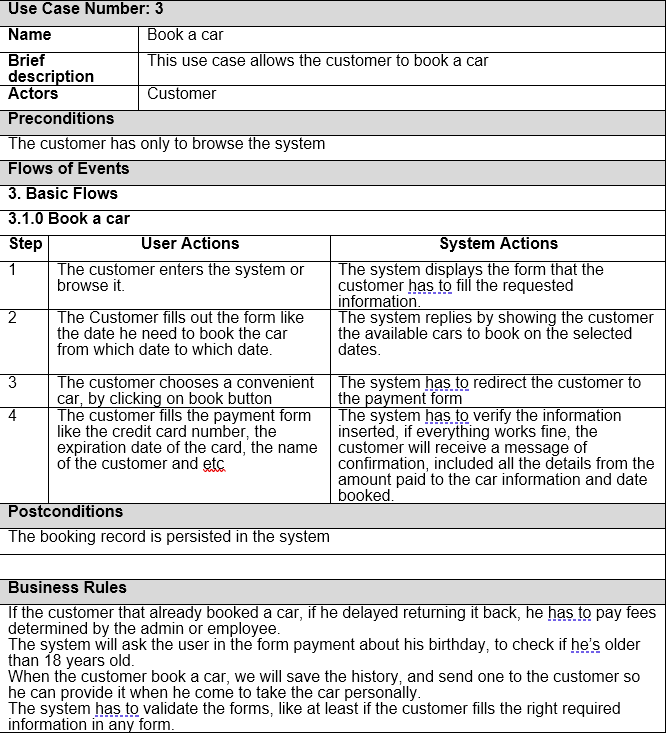 Use Case Number: 3
Name Book a car
Brief This use case allows the customer to book a car
description
Actors Customer
Preconditions
The customer has only to browse the system
Flows of Events
3. Basic Flows
3.1.0 Book a car
Step User Actions System Actions
1 The customer enters the system or
browse it.
The system displays the form that the
customer has to fill the requested
information.
2 The Customer fills out the form like
the date he need to book the car
from which date to which date.
The system replies by showing the customer
the available cars to book on the selected
dates.
3 The customer chooses a convenient
car, by clicking on book button
The system has to redirect the customer to
the payment form
4 The customer fills the payment form
like the credit card number, the
expiration date of the card, the name
of the customer and etc
The system has to verify the information
inserted, if everything works fine, the
customer will receive a message of
confirmation, included all the details from the
amount paid to the car information and date
booked.
Postconditions
The booking record is persisted in the system
Business Rules
If the customer that already booked a car, if he delayed returning it back, he has to pay fees
determined by the admin or employee.
The system will ask the user in the form payment about his birthday, to check if he's older
than 18 years old.
When the customer book a car, we will save the history, and send one to the customer so
he can provide it when he come to take the car personally.
The system has to validate the forms, like at least if the customer fills the right required
information in any form.